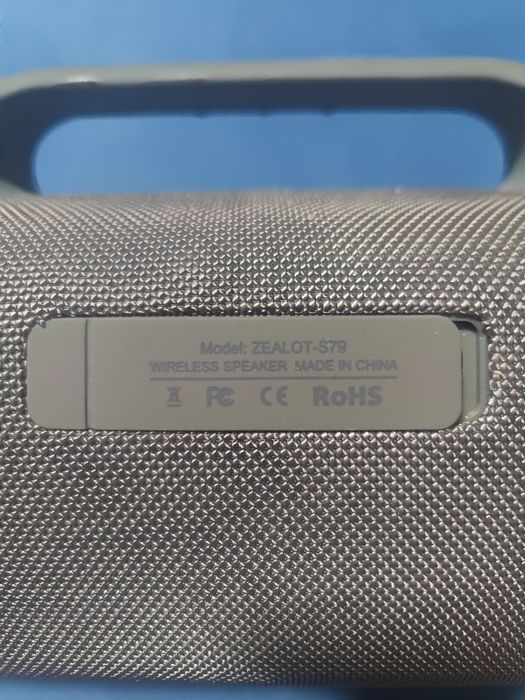 Model: ZEALOT-S79
WIRELESS SPEAKER MADE IN CHINA
FC CE RoHS